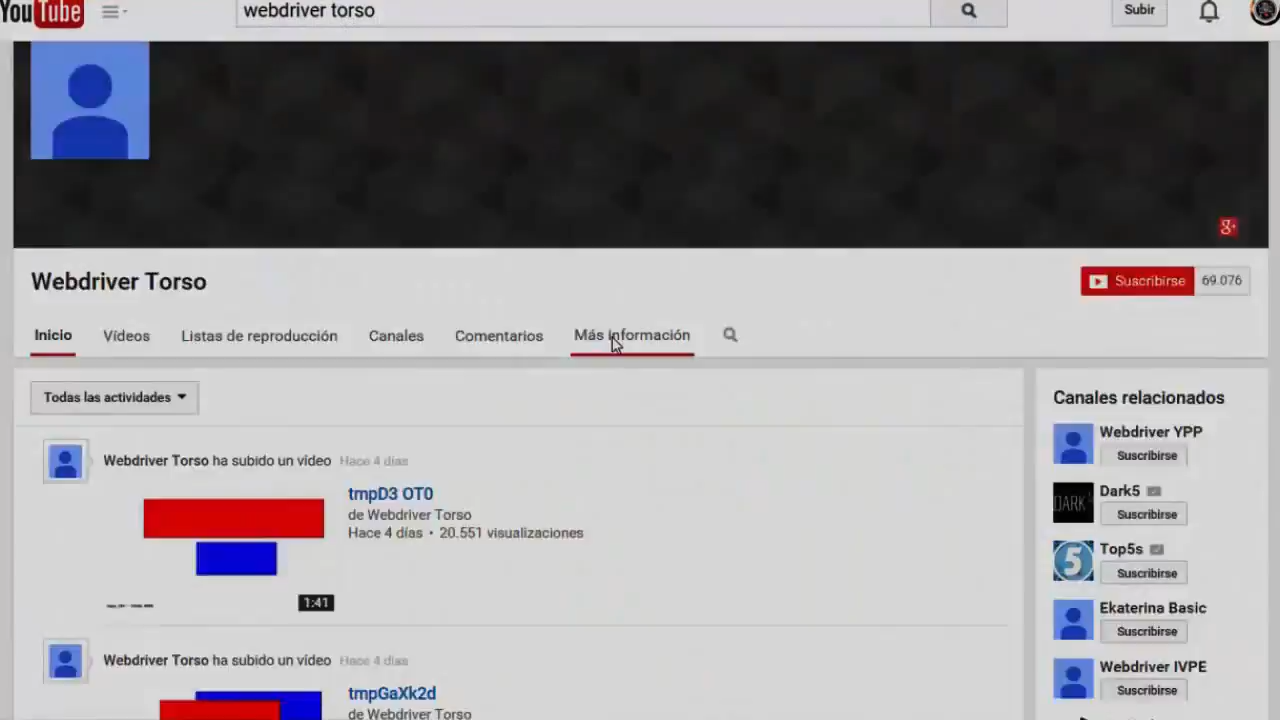 YouTube
webdriver torso
Subir
g+
Webdriver Torso
Suscribirse 69.076
Inicio Vídeos Listas de reproducción Canales Comentarios Más información
Todas las actividades
Canales relacionados
Webdriver YPP
Suscribirse
Webdriver Torso ha subido un vídeo Hace 4 días
tmpD3 OT0
de Webdriver Torso
Hace 4 días • 20.551 visualizaciones
1:41
DARK
Dark5
Suscribirse
5
Top5s
Suscribirse
Ekaterina Basic
Suscribirse
Webdriver Torso ha subido un vídeo Hace 4 días
tmpGaXk2d
de Webdriver Torso
Webdriver IVPE
Suscribirse